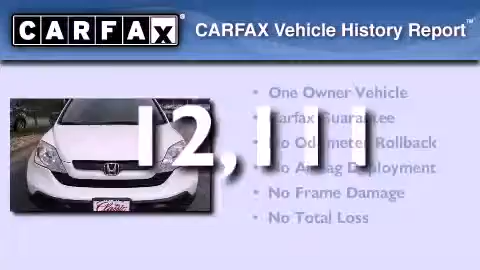 CARFAX CARFAX Vehicle History Report™
• One Owner Vehicle
• Carfax Guarantee
• No Odometer Rollback
• No Airbag Deployment
• No Frame Damage
• No Total Loss
12,111
Classic